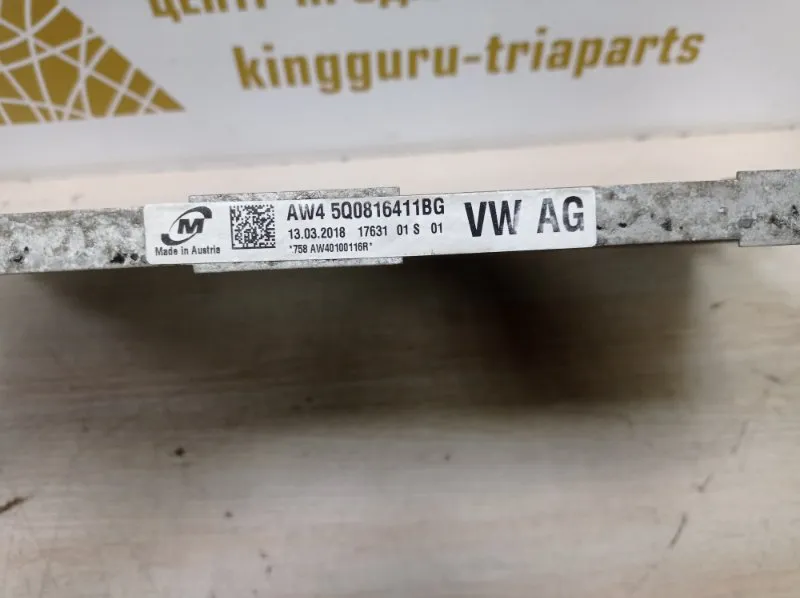 kingguru-triaparts
AW4 5Q0816411BG
13.03.2018 17631 01 S 01
*758 AW40100116R*
VW AG
M
Made in Austria